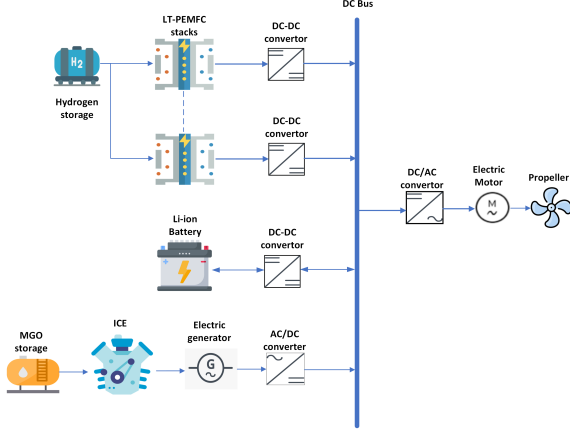 DC Bus
LT-PEMFC
stacks
DC-DC
convertor
H2
Hydrogen
storage
DC-DC
convertor
DC/AC
convertor
Electric
Motor
Propeller
M
Li-ion
Battery
DC-DC
convertor
MGO
storage
ICE
Electric
generator
G
AC/DC
converter